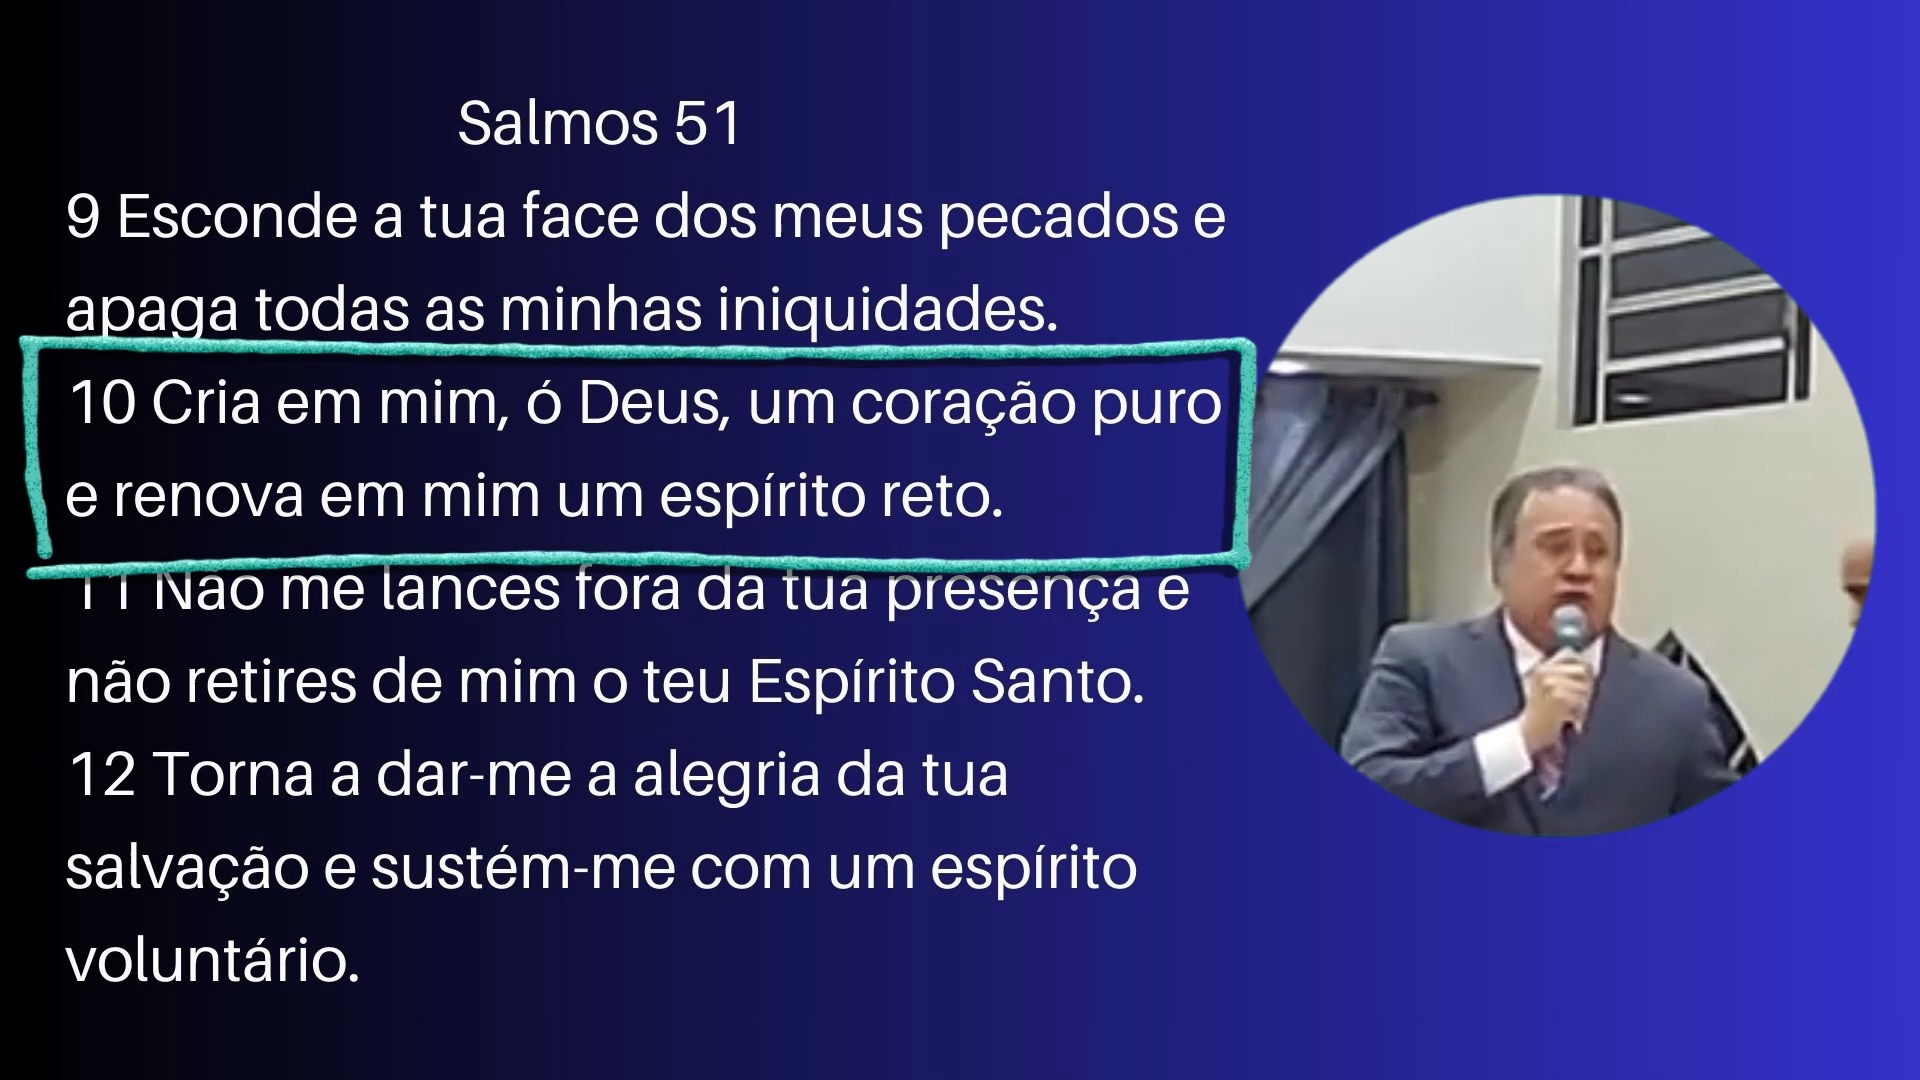 Salmos 51
9 Esconde a tua face dos meus pecados e
apaga todas as minhas iniquidades.
10 Cria em mim, ó Deus, um coração puro
e renova em mim um espírito reto.
11 Não me lances fora da tua presença e
não retires de mim o teu Espírito Santo.
12 Torna a dar-me a alegria da tua
salvação e sustém-me com um espírito
voluntário.